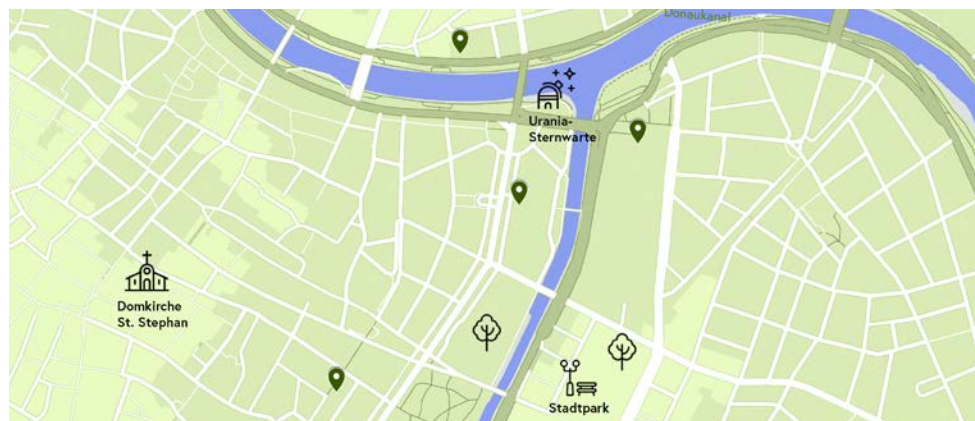 Donaukanal
Urania-
Sternwarte
Domkirche
St. Stephan
Stadtpark